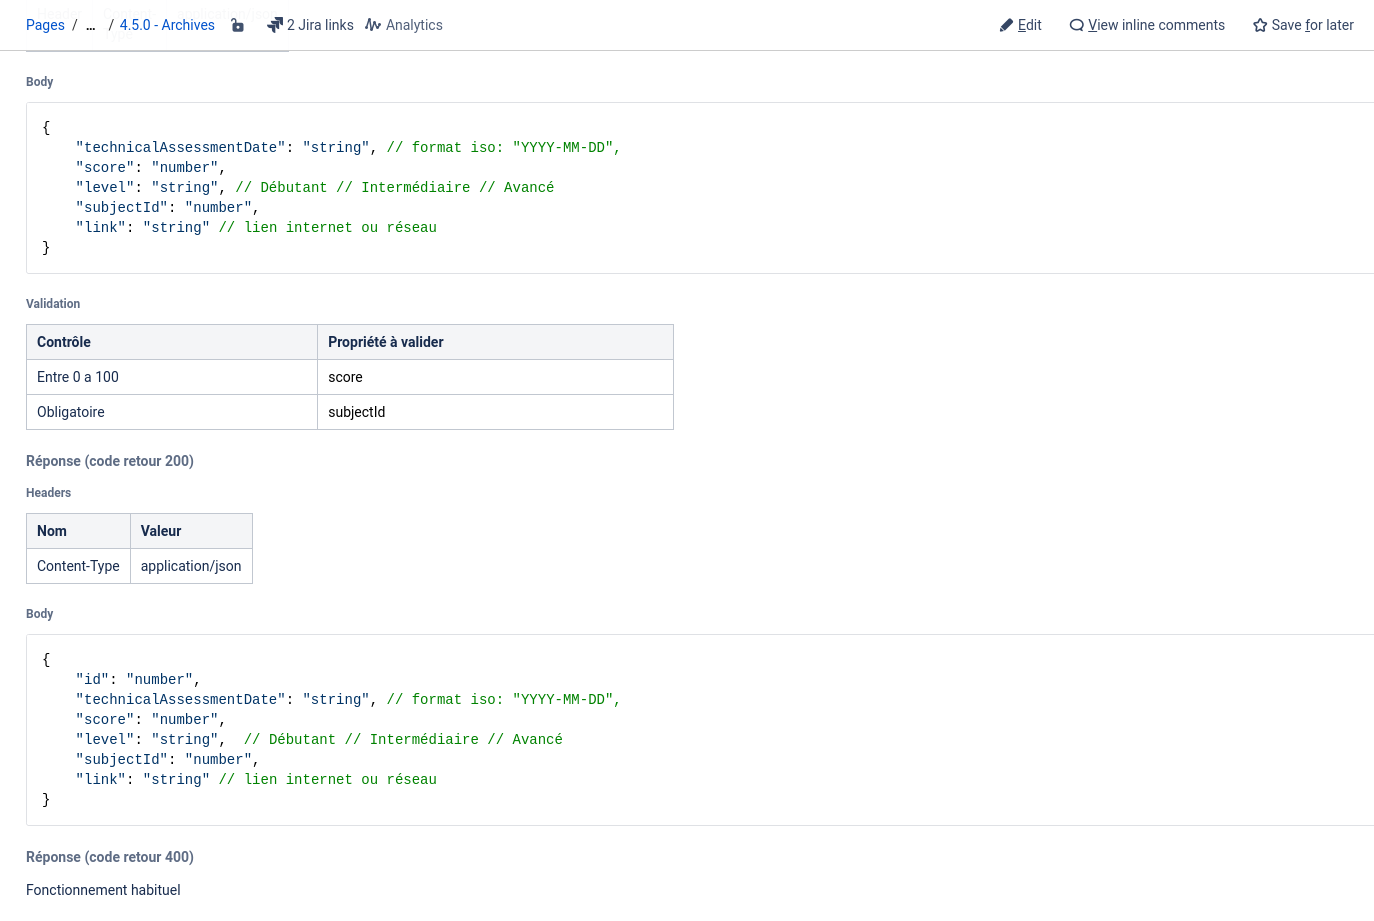 Pages / ... / 4.5.0 - Archives 2 Jira links Analytics Edit View inline comments Save for later
Body
{
    "technicalAssessmentDate": "string", // format iso: "YYYY-MM-DD",
    "score": "number",
    "level": "string", // Débutant // Intermédiaire // Avancé
    "subjectId": "number",
    "link": "string" // lien internet ou réseau
}
Validation
Contrôle Propriété à valider
Entre 0 a 100 score
Obligatoire subjectId
Réponse (code retour 200)
Headers
Nom Valeur
Content-Type application/json
Body
{
    "id": "number",
    "technicalAssessmentDate": "string", // format iso: "YYYY-MM-DD",
    "score": "number",
    "level": "string",  // Débutant // Intermédiaire // Avancé
    "subjectId": "number",
    "link": "string" // lien internet ou réseau
}
Réponse (code retour 400)
Fonctionnement habituel